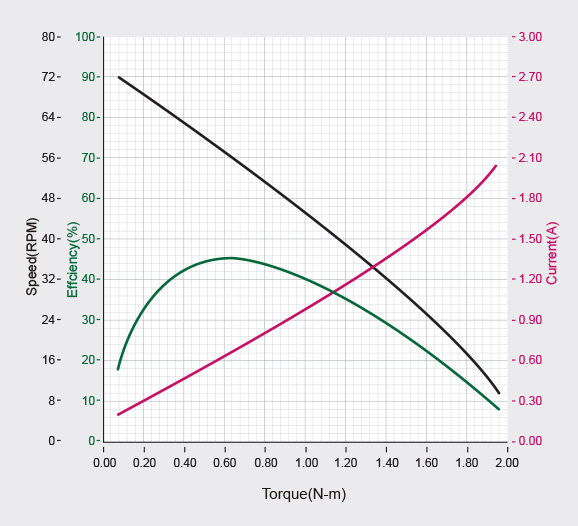 80- 100- - 3.00
72- 90- - 2.70
64- 80- - 2.40
56- 70- - 2.10
48- 60- - 1.80
40- 50- - 1.50
32- 40- - 1.20
24- 30- - 0.90
16- 20- - 0.60
8- 10- - 0.30
0- 0- - 0.00
Speed(RPM)
Effciency(%)
Current(A)
0.00 0.20 0.40 0.60 0.80 1.00 1.20 1.40 1.60 1.80 2.00
Torque(N-m)